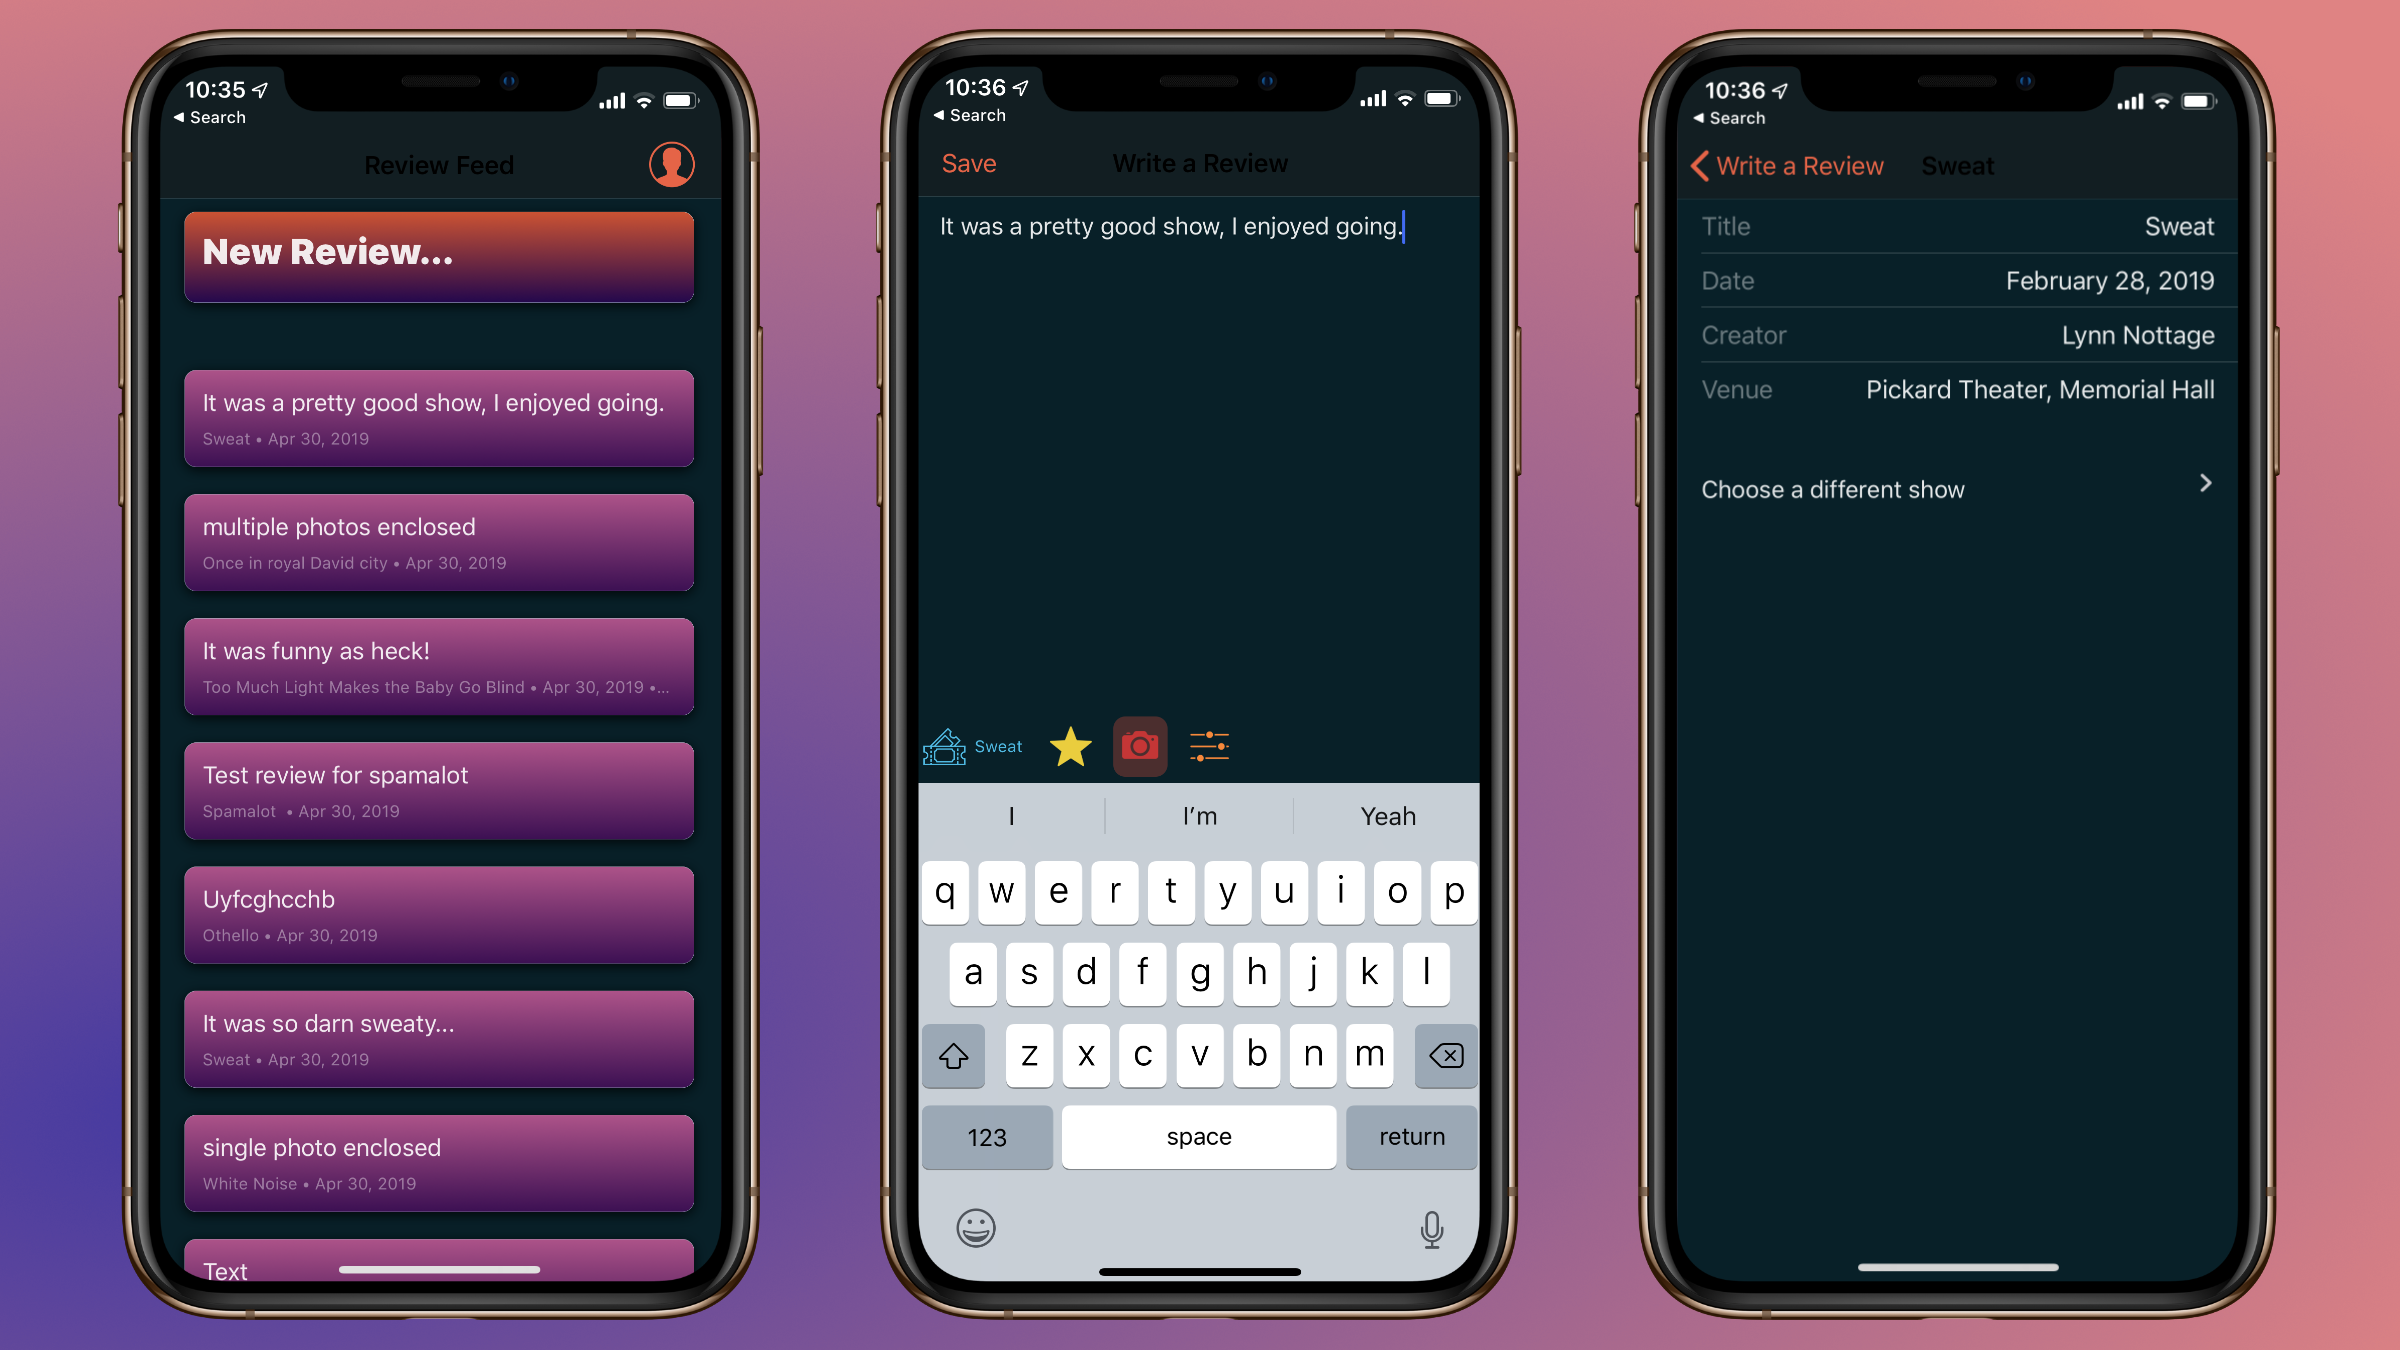 10:35
Search
Review Feed
New Review...
It was a pretty good show, I enjoyed going.
Sweat • Apr 30, 2019
multiple photos enclosed
Once in royal David city • Apr 30, 2019
It was funny as heck!
Too Much Light Makes the Baby Go Blind • Apr 30, 2019 •...
Test review for spamalot
Spamalot • Apr 30, 2019
Uyfcghcchb
Othello • Apr 30, 2019
It was so darn sweaty...
Sweat • Apr 30, 2019
single photo enclosed
White Noise • Apr 30, 2019
Text
10:36
Search
Save Write a Review
It was a pretty good show, I enjoyed going.
Sweat
I I'm Yeah
q w e r t y u i o p
a s d f g h j k l
z x c v b n m
123 space return
10:36
Search
Write a Review Sweat
Title Sweat
Date February 28, 2019
Creator Lynn Nottage
Venue Pickard Theater, Memorial Hall
Choose a different show